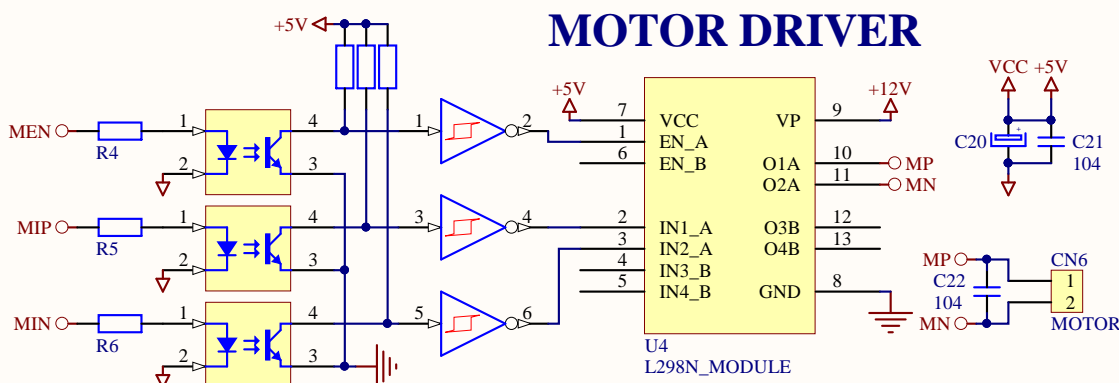 MOTOR DRIVER
+5V
MEN
R4
1
2
4
3
1
2
MIP
R5
1
2
4
3
3
4
MIN
R6
1
2
4
3
5
6
+5V
+12V
7 VCC
1 EN_A
6 EN_B
2 IN1_A
3 IN2_A
4 IN3_B
5 IN4_B
VP 9
O1A 10 MP
O2A 11 MN
O3B 12
O4B 13
GND 8
U4
L298N_MODULE
VCC +5V
C20 + C21
104
MP CN6
C22 1
104 2
MN MOTOR